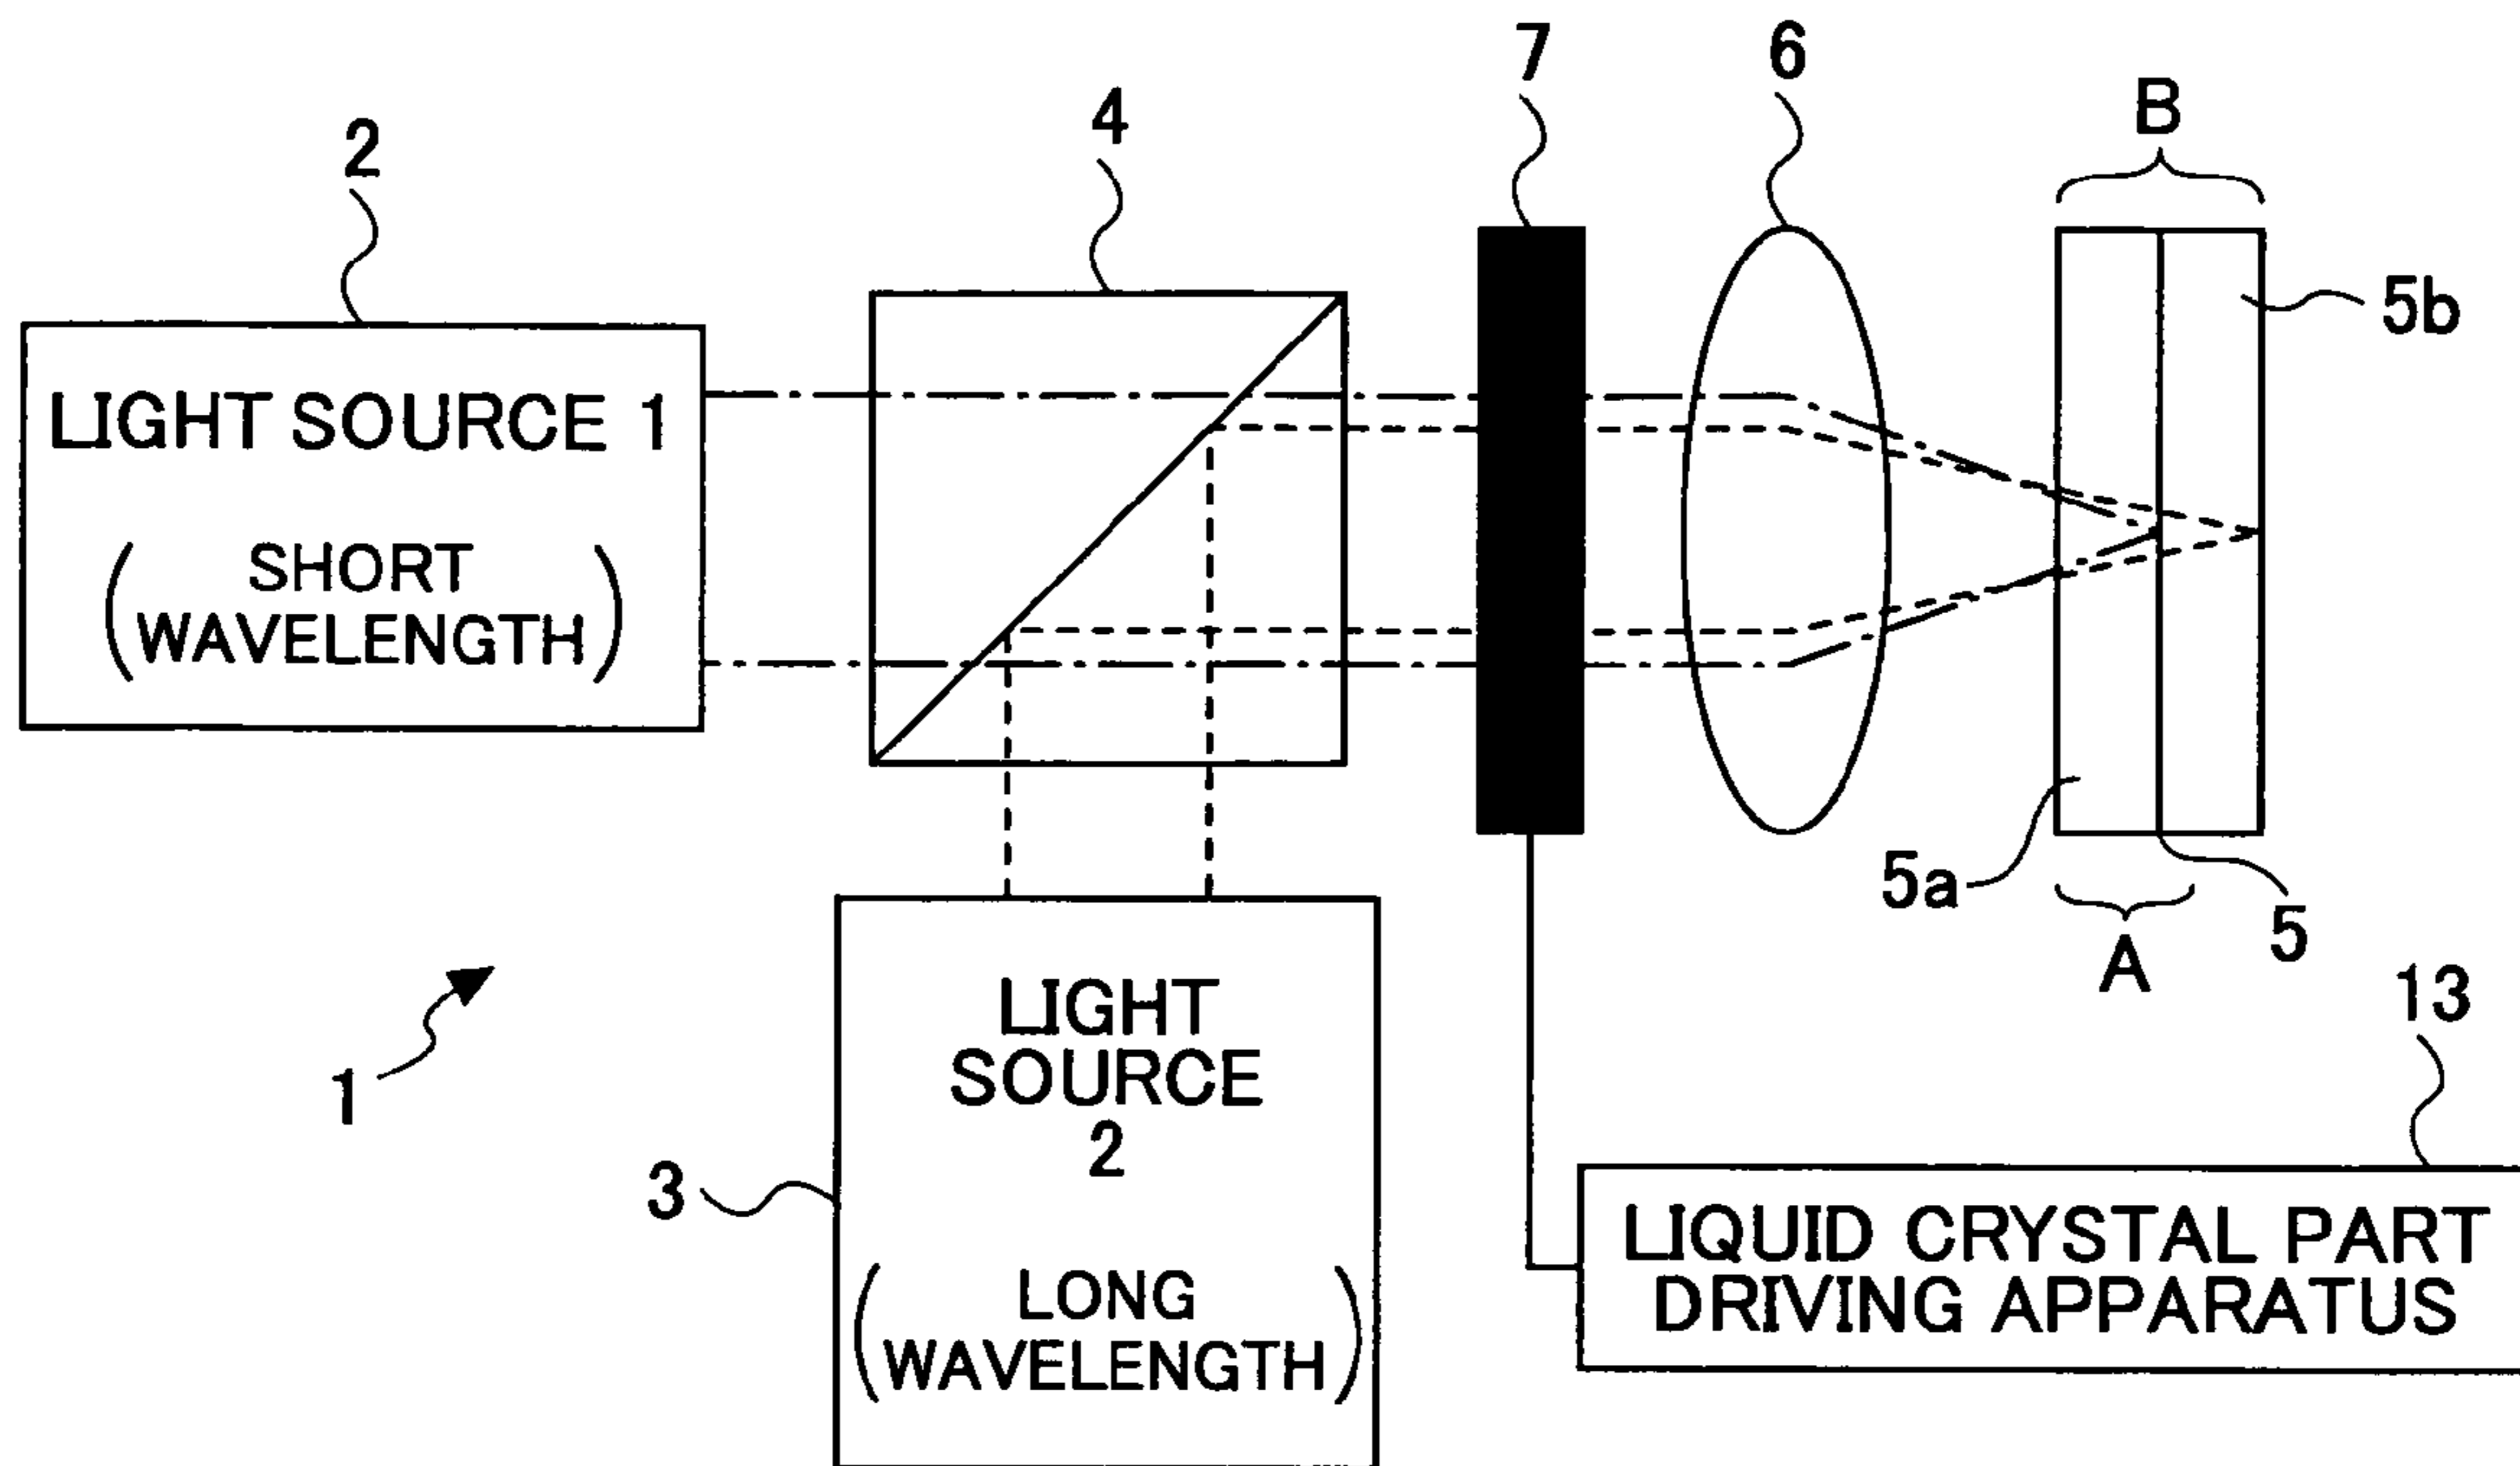 7
6
B
4
2
5b
LIGHT SOURCE 1
( SHORT
WAVELENGTH )
5a
5
A
13
1
LIGHT
SOURCE
2
3
( LONG
WAVELENGTH )
LIQUID CRYSTAL PART
DRIVING APPARATUS